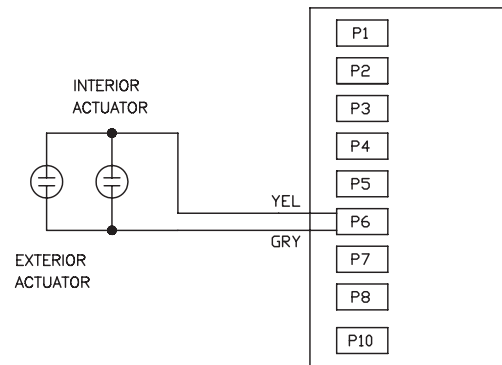 P1
P2
INTERIOR
ACTUATOR
P3
P4
P5
YEL
P6
GRY
EXTERIOR
ACTUATOR
P7
P8
P10